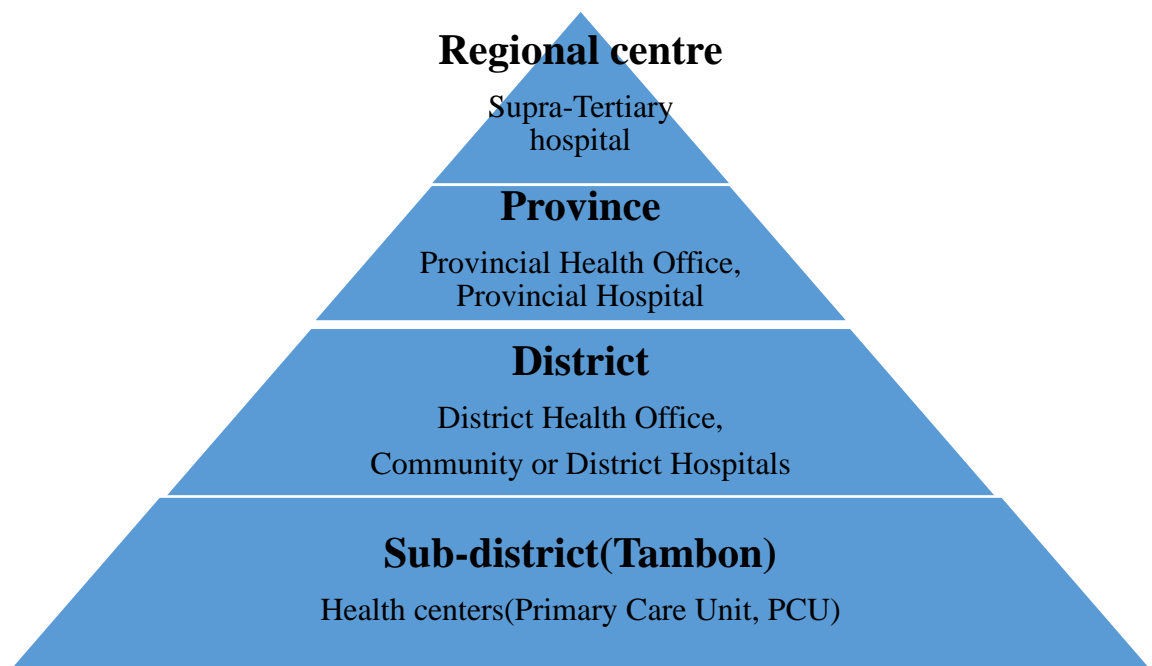 Regional centre
Supra-Tertiary
hospital
Province
Provincial Health Office,
Provincial Hospital
District
District Health Office,
Community or District Hospitals
Sub-district(Tambon)
Health centers(Primary Care Unit, PCU)